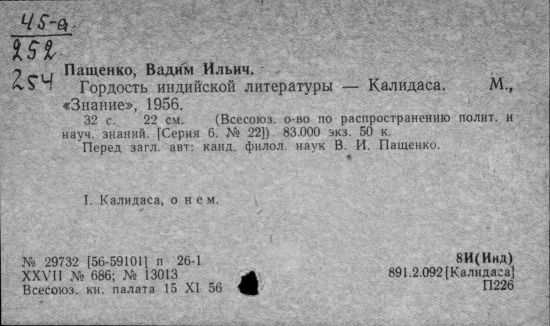 45-а
252
254
Пащенко, Вадим Ильич.
Гордость индийской литературы — Калидаса. М.,
«Знание», 1956.
32 с. 22 см. (Всесоюз. о-во по распространению полит. и
науч. знаний. [Серия 6. № 22]). 83.000 экз. 50 к.
Перед загл. авт: канд. филол. наук В. И. Пащенко.
I. Калидаса, о нем.
№ 29732 [56-59101] п 26-1
XXVII № 686; № 13013
Всесоюз. кн. палата 15 XI 56
8И(Инд)
891.2.092[Калидаса]
П226